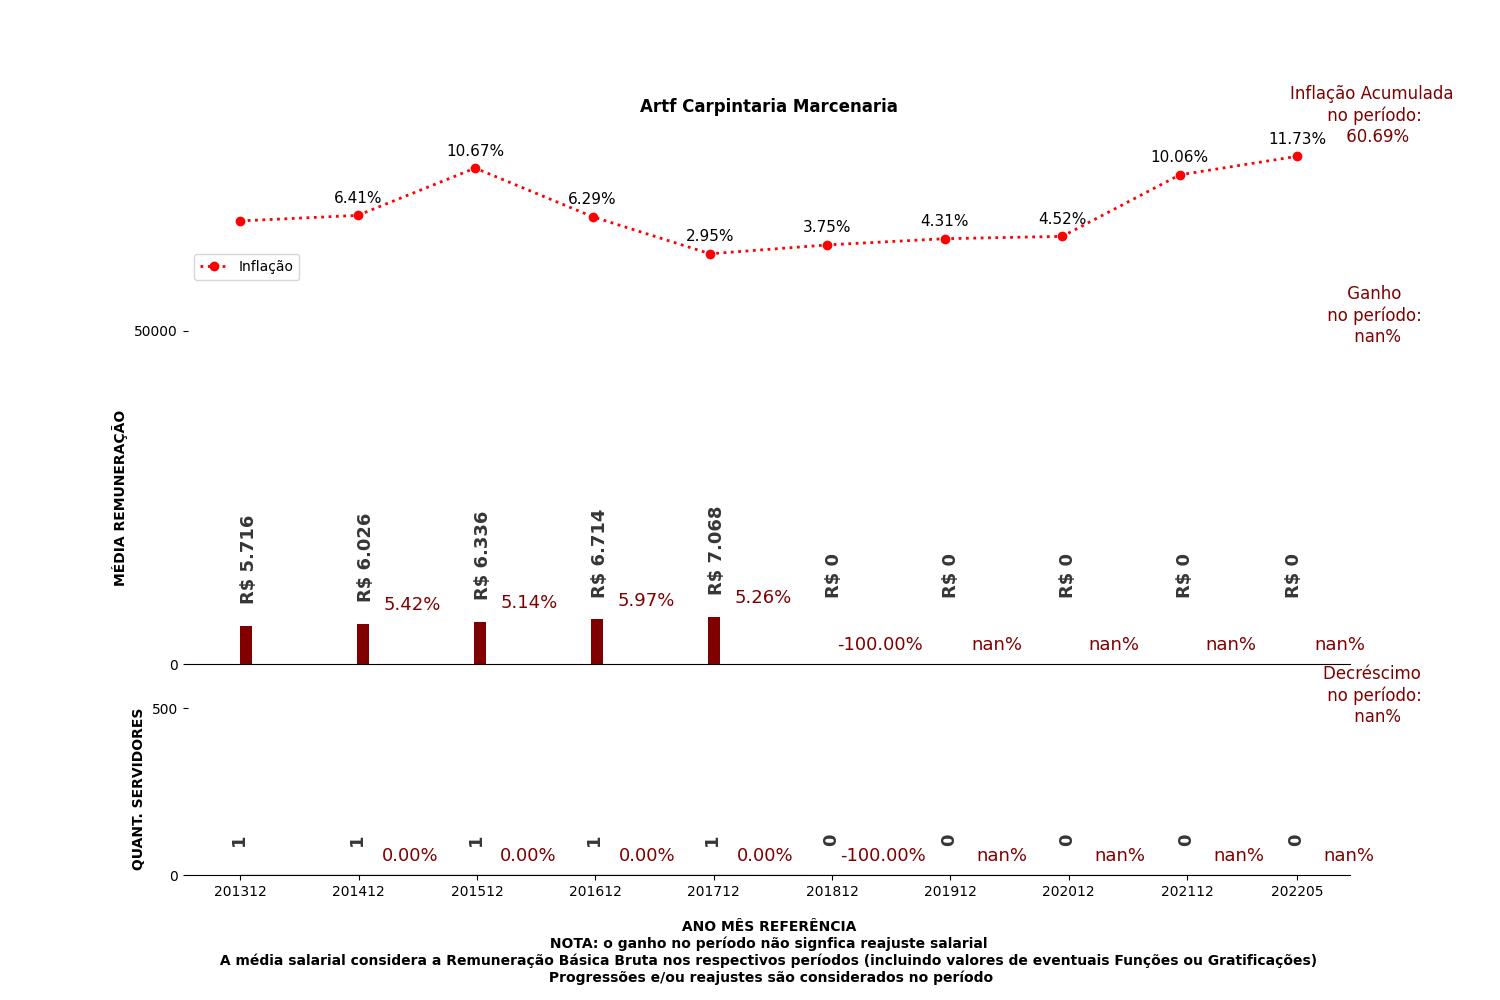 Artf Carpintaria Marcenaria
Inflação Acumulada
no período:
60.69%
6.41%
10.67%
6.29%
2.95%
3.75%
4.31%
4.52%
10.06%
11.73%
Inflação
Ganho
no período:
nan%
50000
0
MÉDIA REMUNERAÇÃO
R$ 5.716
R$ 6.026
R$ 6.336
R$ 6.714
R$ 7.068
R$ 0
R$ 0
R$ 0
R$ 0
R$ 0
5.42%
5.14%
5.97%
5.26%
-100.00%
nan%
nan%
nan%
nan%
Decréscimo
no período:
nan%
500
0
QUANT. SERVIDORES
1
1
1
1
1
0
0
0
0
0
0.00%
0.00%
0.00%
0.00%
-100.00%
nan%
nan%
nan%
nan%
201312
201412
201512
201612
201712
201812
201912
202012
202112
202205
ANO MÊS REFERÊNCIA
NOTA: o ganho no período não signfica reajuste salarial
A média salarial considera a Remuneração Básica Bruta nos respectivos períodos (incluindo valores de eventuais Funções ou Gratificações)
Progressões e/ou reajustes são considerados no período